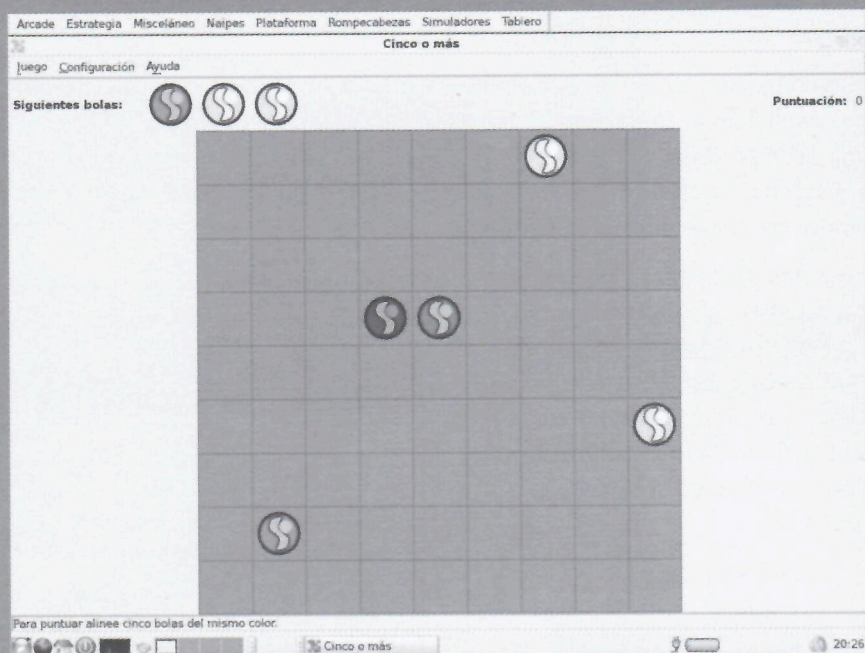 Arcade Estrategia Misceláneo Naipes Plataforma Rompecabezas Simuladores Tablero
Cinco o más
Juego Configuración Ayuda
Siguientes bolas:
Puntuación: 0
Para puntuar alinee cinco bolas del mismo color.
Cinco o más
20:26